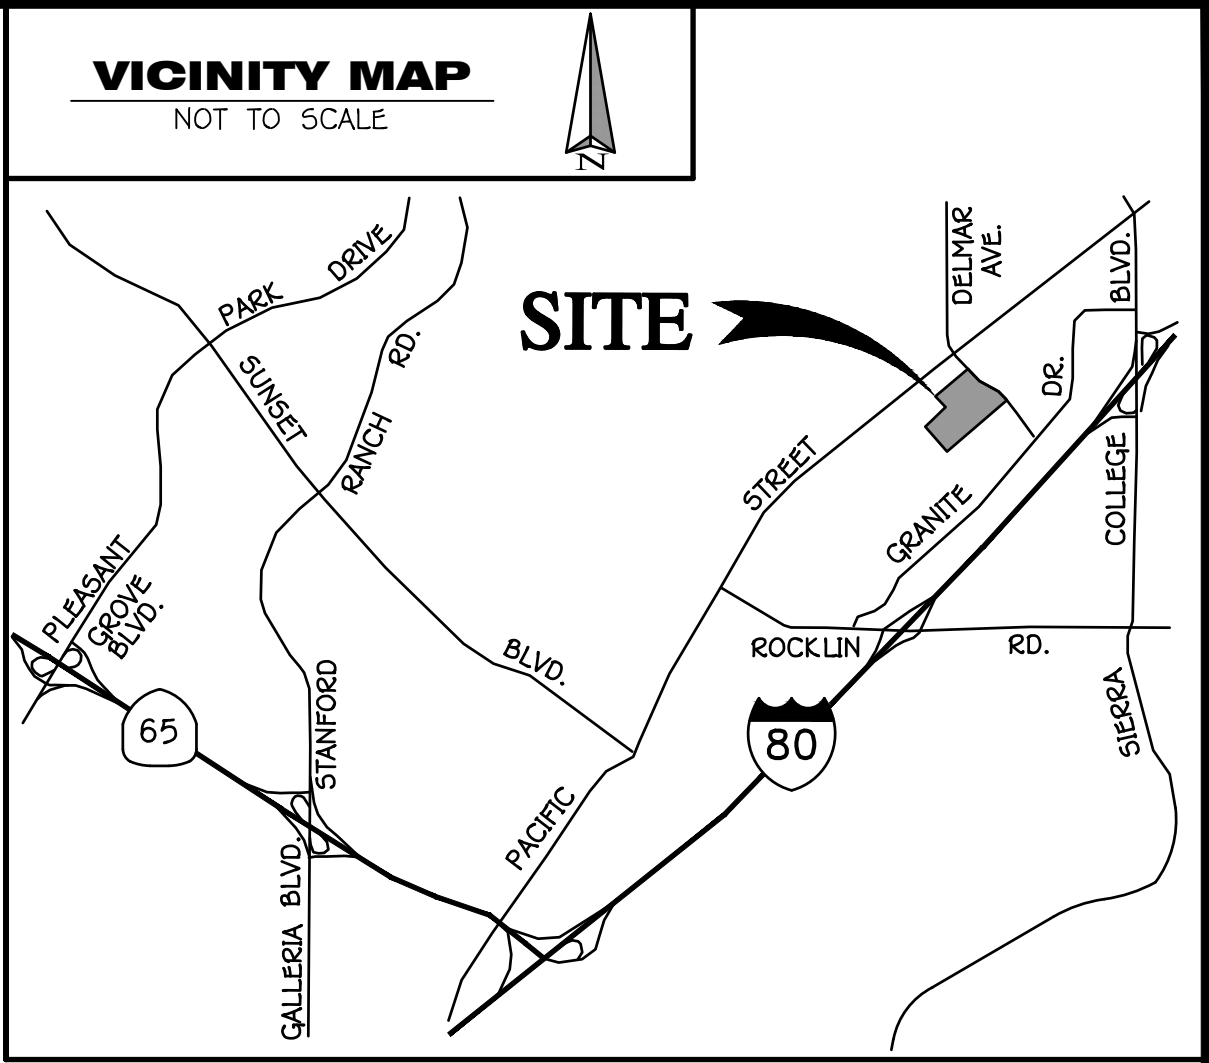 VICINITY MAP
NOT TO SCALE
N
PARK DRIVE
DELMAR
AVE.
BLVD.
SITE
SUNSET
RD.
DR.
RANCH
STREET
COLLEGE
GRANITE
PLEASANT
GROVE
BLVD.
BLVD.
ROCKLIN
RD.
STANFORD
SIERRA
65
80
PACIFIC
GALLERIA BLVD.